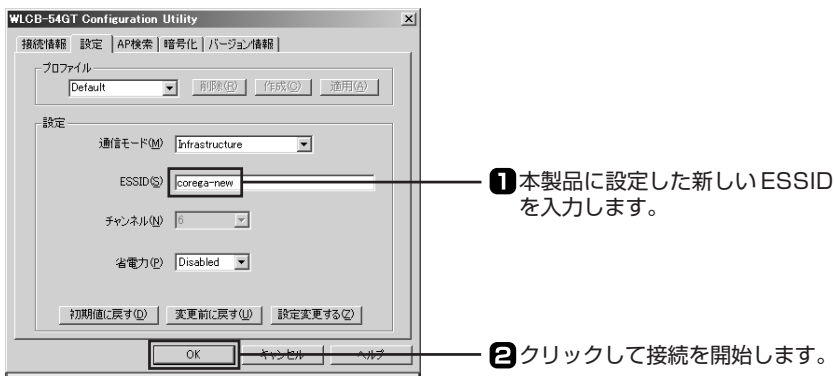 WLCB-54GT Configuration Utility
接続情報 設定 AP検索 暗号化 バージョン情報
プロファイル
Default 削除(R) 作成(C) 適用(A)
設定
通信モード(M) Infrastructure
ESSID(S) corega-new
チャンネル(N) 6
省電力(P) Disabled
初期値に戻す(D) 変更前に戻す(U) 設定変更する(Z)
OK キャンセル ヘルプ
1 本製品に設定した新しいESSID
を入力します。
2 クリックして接続を開始します。